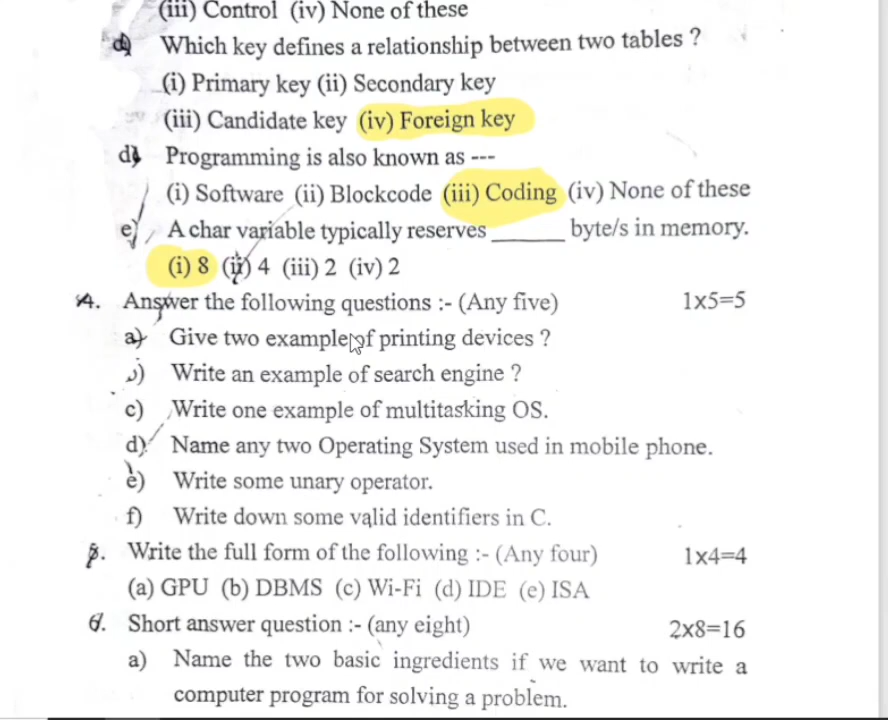 (iii) Control (iv) None of these
d) Which key defines a relationship between two tables ?
(i) Primary key (ii) Secondary key
(iii) Candidate key (iv) Foreign key
d) Programming is also known as ---
(i) Software (ii) Blockcode (iii) Coding (iv) None of these
e) A char variable typically reserves ______ byte/s in memory.
(i) 8 (ii) 4 (iii) 2 (iv) 2
4. Answer the following questions :- (Any five) 1x5=5
a) Give two example of printing devices ?
b) Write an example of search engine ?
c) Write one example of multitasking OS.
d) Name any two Operating System used in mobile phone.
e) Write some unary operator.
f) Write down some valid identifiers in C.
Write the full form of the following :- (Any four) 1x4=4
(a) GPU (b) DBMS (c) Wi-Fi (d) IDE (e) ISA
6. Short answer question :- (any eight) 2x8=16
a) Name the two basic ingredients if we want to write a
computer program for solving a problem.